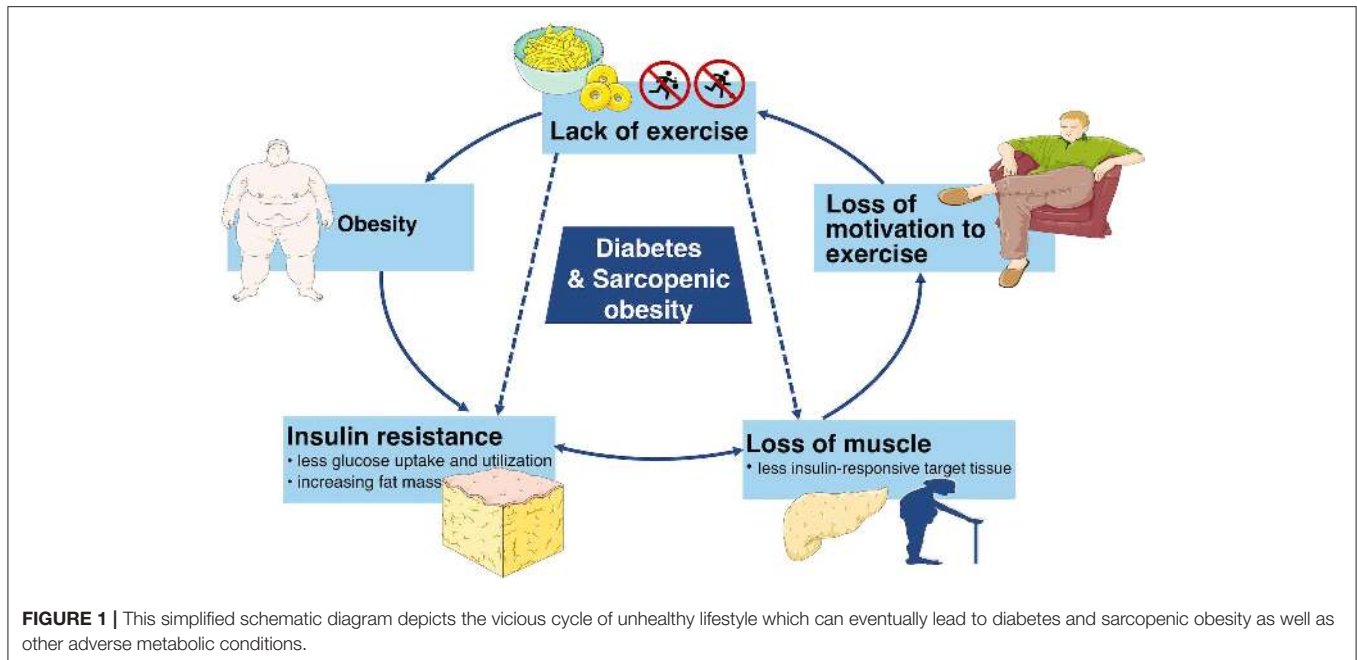 Lack of exercise
Obesity
Loss of
motivation to
exercise
Diabetes
& Sarcopenic
obesity
Insulin resistance
• less glucose uptake and utilization
• increasing fat mass
Loss of muscle
• less insulin-responsive target tissue
FIGURE 1 | This simplified schematic diagram depicts the vicious cycle of unhealthy lifestyle which can eventually lead to diabetes and sarcopenic obesity as well as
other adverse metabolic conditions.